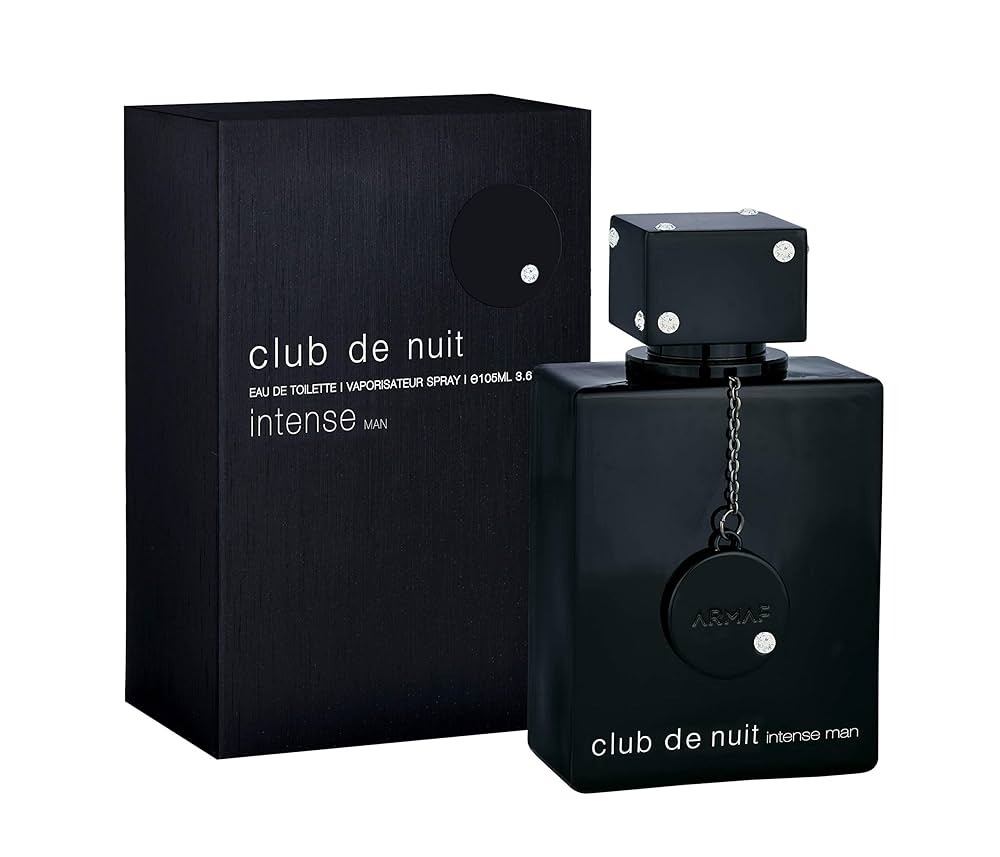 club de nuit
EAU DE TOILETTE | VAPORISATEUR SPRAY | ℮105ML 3.6
intense MAN
ARMAF
club de nuit intense man